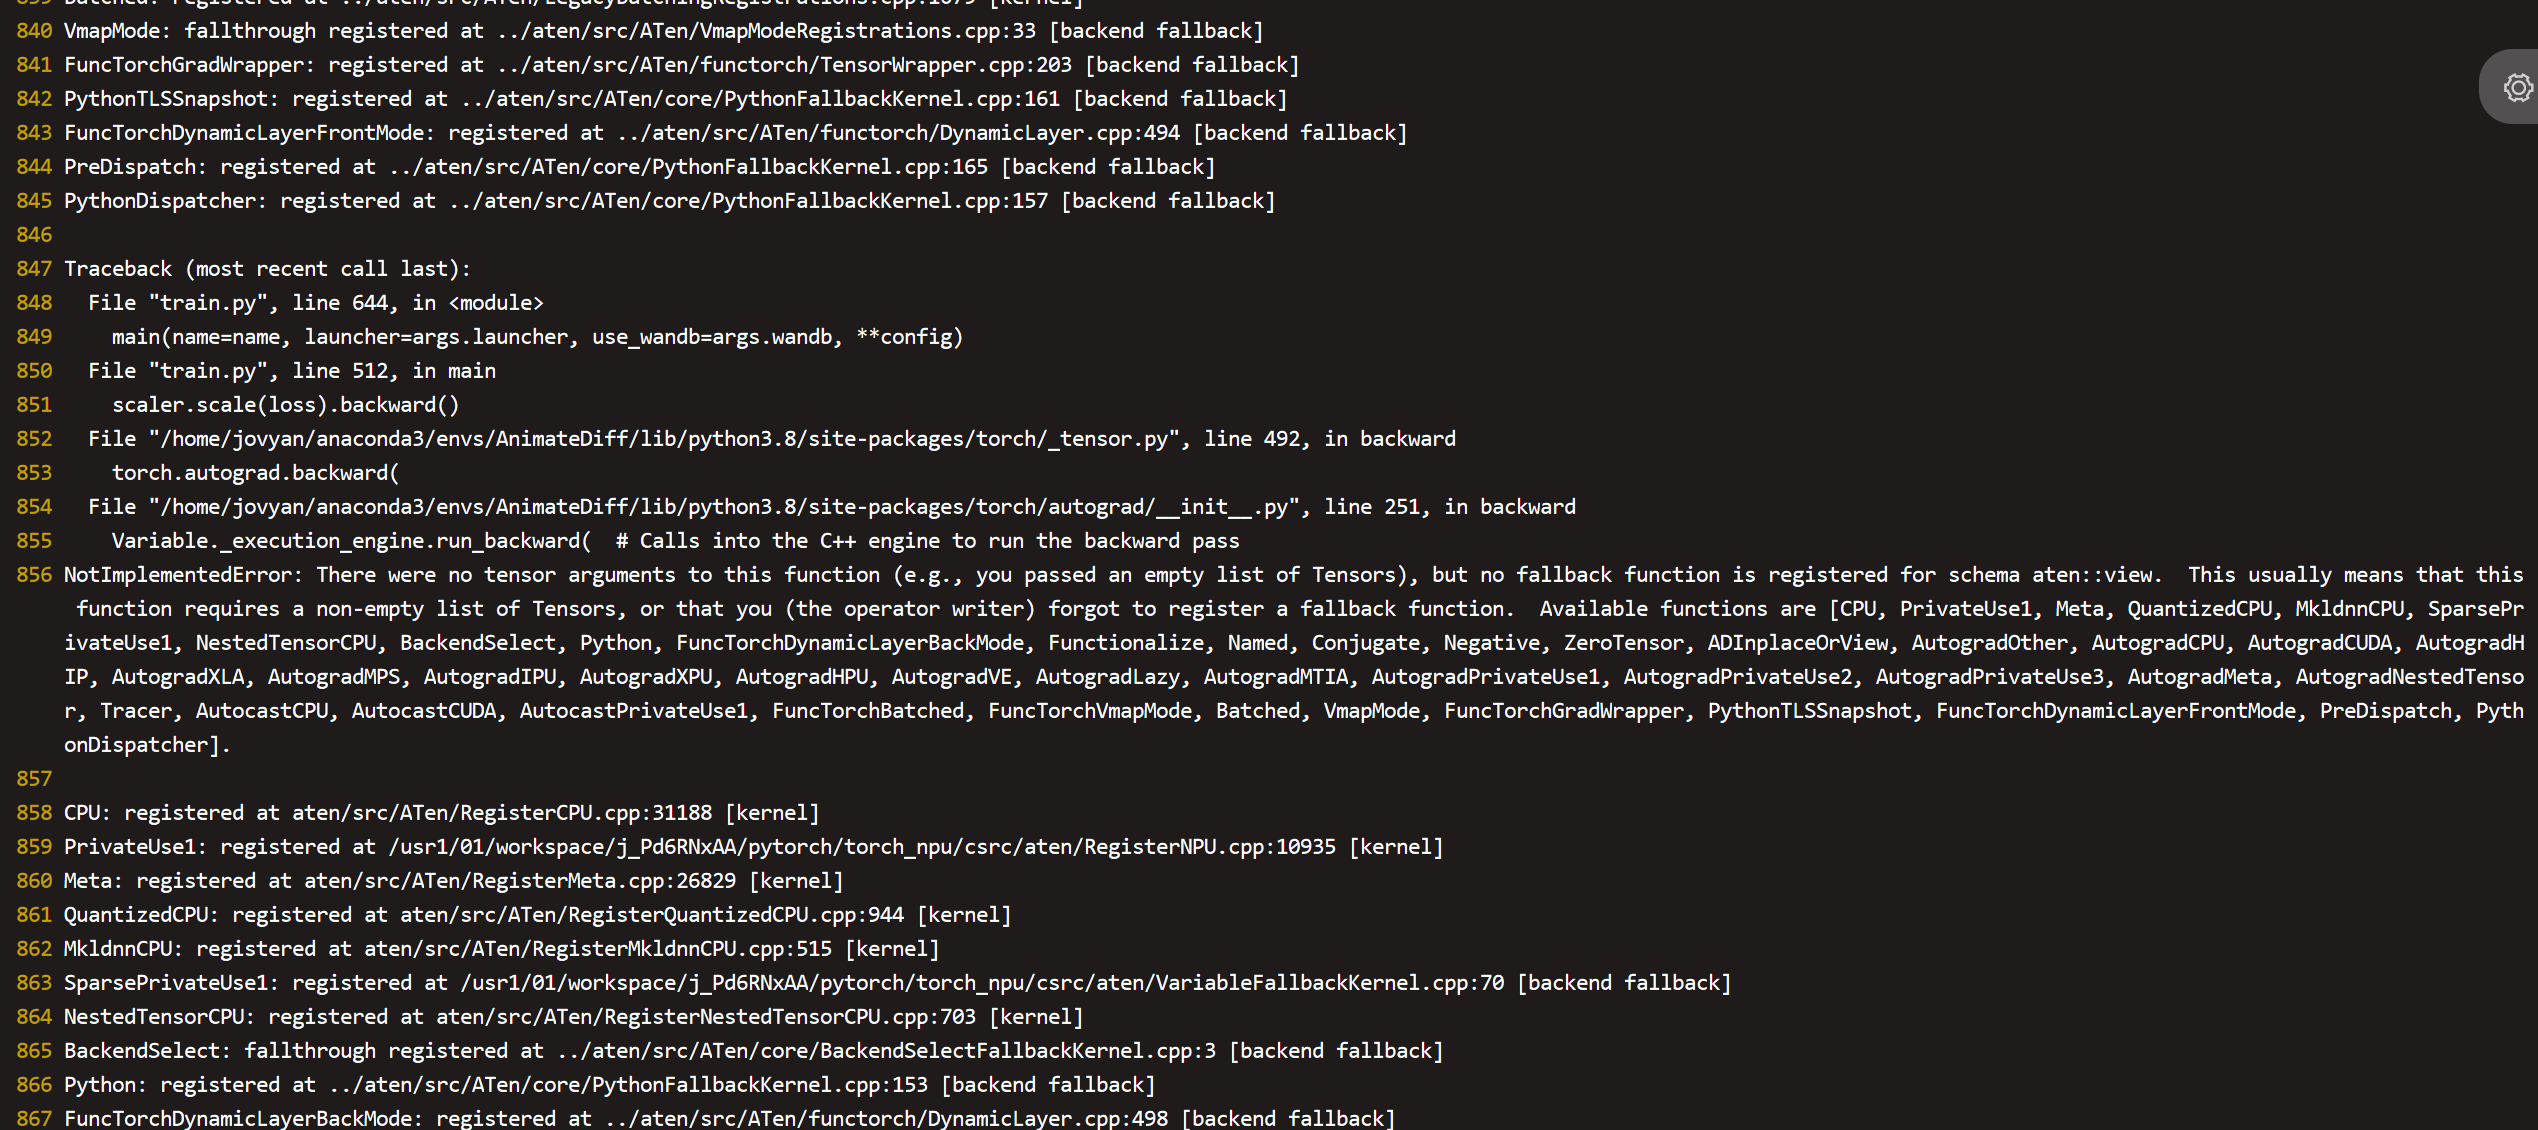 839 Batched: registered at ../aten/src/ATen/LegacyBatchingRegistrations.cpp:1079 [kernel]
840 VmapMode: fallthrough registered at ../aten/src/ATen/VmapModeRegistrations.cpp:33 [backend fallback]
841 FuncTorchGradWrapper: registered at ../aten/src/ATen/functorch/TensorWrapper.cpp:203 [backend fallback]
842 PythonTLSSnapshot: registered at ../aten/src/ATen/core/PythonFallbackKernel.cpp:161 [backend fallback]
843 FuncTorchDynamicLayerFrontMode: registered at ../aten/src/ATen/functorch/DynamicLayer.cpp:494 [backend fallback]
844 PreDispatch: registered at ../aten/src/ATen/core/PythonFallbackKernel.cpp:165 [backend fallback]
845 PythonDispatcher: registered at ../aten/src/ATen/core/PythonFallbackKernel.cpp:157 [backend fallback]
846
847 Traceback (most recent call last):
848   File "train.py", line 644, in <module>
849     main(name=name, launcher=args.launcher, use_wandb=args.wandb, **config)
850   File "train.py", line 512, in main
851     scaler.scale(loss).backward()
852   File "/home/jovyan/anaconda3/envs/AnimateDiff/lib/python3.8/site-packages/torch/_tensor.py", line 492, in backward
853     torch.autograd.backward(
854   File "/home/jovyan/anaconda3/envs/AnimateDiff/lib/python3.8/site-packages/torch/autograd/__init__.py", line 251, in backward
855     Variable._execution_engine.run_backward(  # Calls into the C++ engine to run the backward pass
856 NotImplementedError: There were no tensor arguments to this function (e.g., you passed an empty list of Tensors), but no fallback function is registered for schema aten::view.  This usually means that this
function requires a non-empty list of Tensors, or that you (the operator writer) forgot to register a fallback function.  Available functions are [CPU, PrivateUse1, Meta, QuantizedCPU, MkldnnCPU, SparsePr
ivateUse1, NestedTensorCPU, BackendSelect, Python, FuncTorchDynamicLayerBackMode, Functionalize, Named, Conjugate, Negative, ZeroTensor, ADInplaceOrView, AutogradOther, AutogradCPU, AutogradCUDA, AutogradH
IP, AutogradXLA, AutogradMPS, AutogradIPU, AutogradXPU, AutogradHPU, AutogradVE, AutogradLazy, AutogradMTIA, AutogradPrivateUse1, AutogradPrivateUse2, AutogradPrivateUse3, AutogradMeta, AutogradNestedTenso
r, Tracer, AutocastCPU, AutocastCUDA, AutocastPrivateUse1, FuncTorchBatched, FuncTorchVmapMode, Batched, VmapMode, FuncTorchGradWrapper, PythonTLSSnapshot, FuncTorchDynamicLayerFrontMode, PreDispatch, Pyth
onDispatcher].
857
858 CPU: registered at aten/src/ATen/RegisterCPU.cpp:31188 [kernel]
859 PrivateUse1: registered at /usr1/01/workspace/j_Pd6RNxAA/pytorch/torch_npu/csrc/aten/RegisterNPU.cpp:10935 [kernel]
860 Meta: registered at aten/src/ATen/RegisterMeta.cpp:26829 [kernel]
861 QuantizedCPU: registered at aten/src/ATen/RegisterQuantizedCPU.cpp:944 [kernel]
862 MkldnnCPU: registered at aten/src/ATen/RegisterMkldnnCPU.cpp:515 [kernel]
863 SparsePrivateUse1: registered at /usr1/01/workspace/j_Pd6RNxAA/pytorch/torch_npu/csrc/aten/VariableFallbackKernel.cpp:70 [backend fallback]
864 NestedTensorCPU: registered at aten/src/ATen/RegisterNestedTensorCPU.cpp:703 [kernel]
865 BackendSelect: fallthrough registered at ../aten/src/ATen/core/BackendSelectFallbackKernel.cpp:3 [backend fallback]
866 Python: registered at ../aten/src/ATen/core/PythonFallbackKernel.cpp:153 [backend fallback]
867 FuncTorchDynamicLayerBackMode: registered at ../aten/src/ATen/functorch/DynamicLayer.cpp:498 [backend fallback]